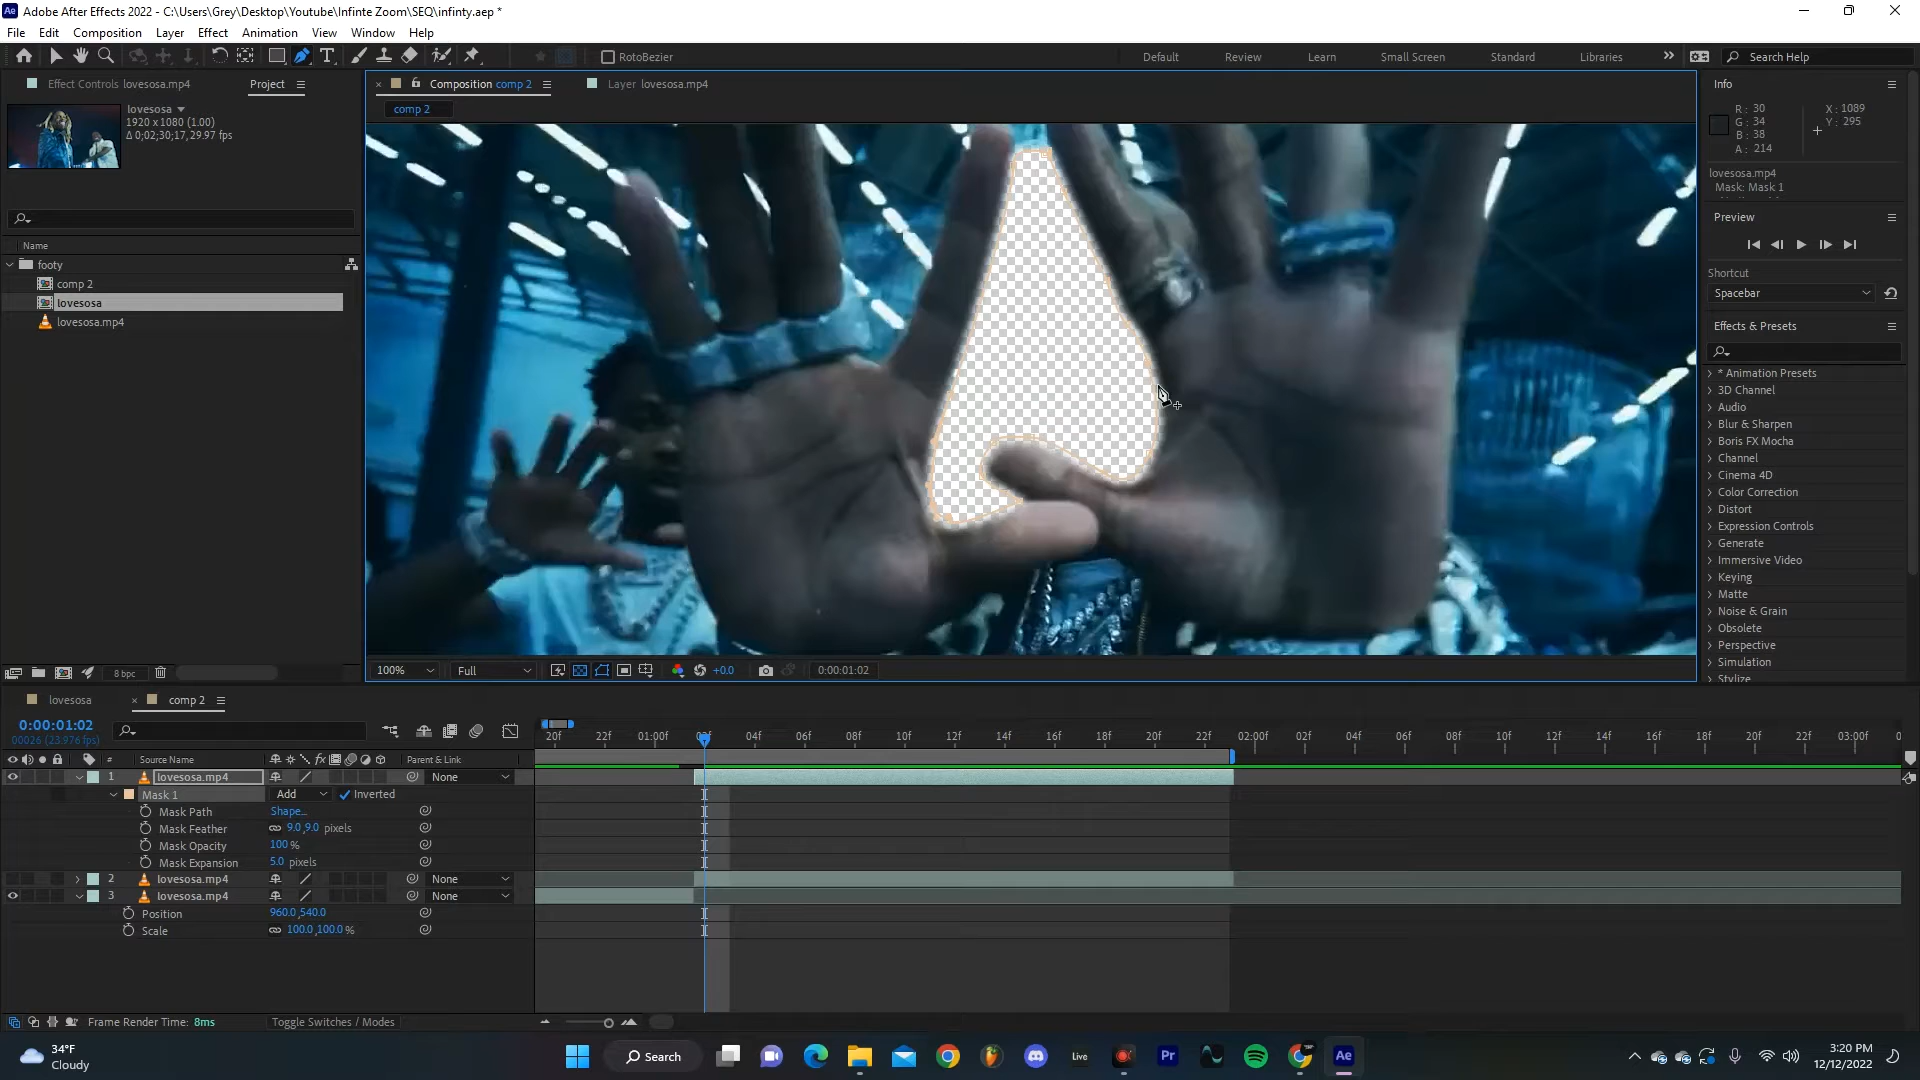 Adobe After Effects 2022 - C:\Users\Grey\Desktop\Youtube\Infinte Zoom\SEQ\infinty.aep *
File Edit Composition Layer Effect Animation View Window Help
RotoBezier
Default Review Learn Small Screen Standard Libraries
Search Help
Effect Controls lovesosa.mp4
Project
Composition comp 2
Layer lovesosa.mp4
comp 2
lovesosa
1920 x 1080 (1.00)
Δ 0;02;30;17, 29.97 fps
Name
footy
comp 2
lovesosa
lovesosa.mp4
8 bpc
100%
Full
+0.0
0:00:01:02
Info
R: 30
G: 34
B: 38
A: 214
X: 1089
Y: 295
lovesosa.mp4
Mask: Mask 1
Preview
Shortcut
Spacebar
Effects & Presets
* Animation Presets
3D Channel
Audio
Blur & Sharpen
Boris FX Mocha
Channel
Cinema 4D
Color Correction
Distort
Expression Controls
Generate
Immersive Video
Keying
Matte
Noise & Grain
Obsolete
Perspective
Simulation
Stylize
lovesosa
comp 2
0:00:01:02
00026 (23.976 fps)
20f 22f 01:00f 02f 04f 06f 08f 10f 12f 14f 16f 18f 20f 22f 02:00f 02f 04f 06f 08f 10f 12f 14f 16f 18f 20f 22f 03:00f
# Source Name
Parent & Link
1 lovesosa.mp4 None
Mask 1 Add Inverted
Mask Path Shape...
Mask Feather 9.0,9.0 pixels
Mask Opacity 100%
Mask Expansion 5.0 pixels
2 lovesosa.mp4 None
3 lovesosa.mp4 None
Position 960.0,540.0
Scale 100.0,100.0%
Frame Render Time: 8ms
Toggle Switches / Modes
34°F
Cloudy
Search
Live
Pr
Ae
3:20 PM
12/12/2022